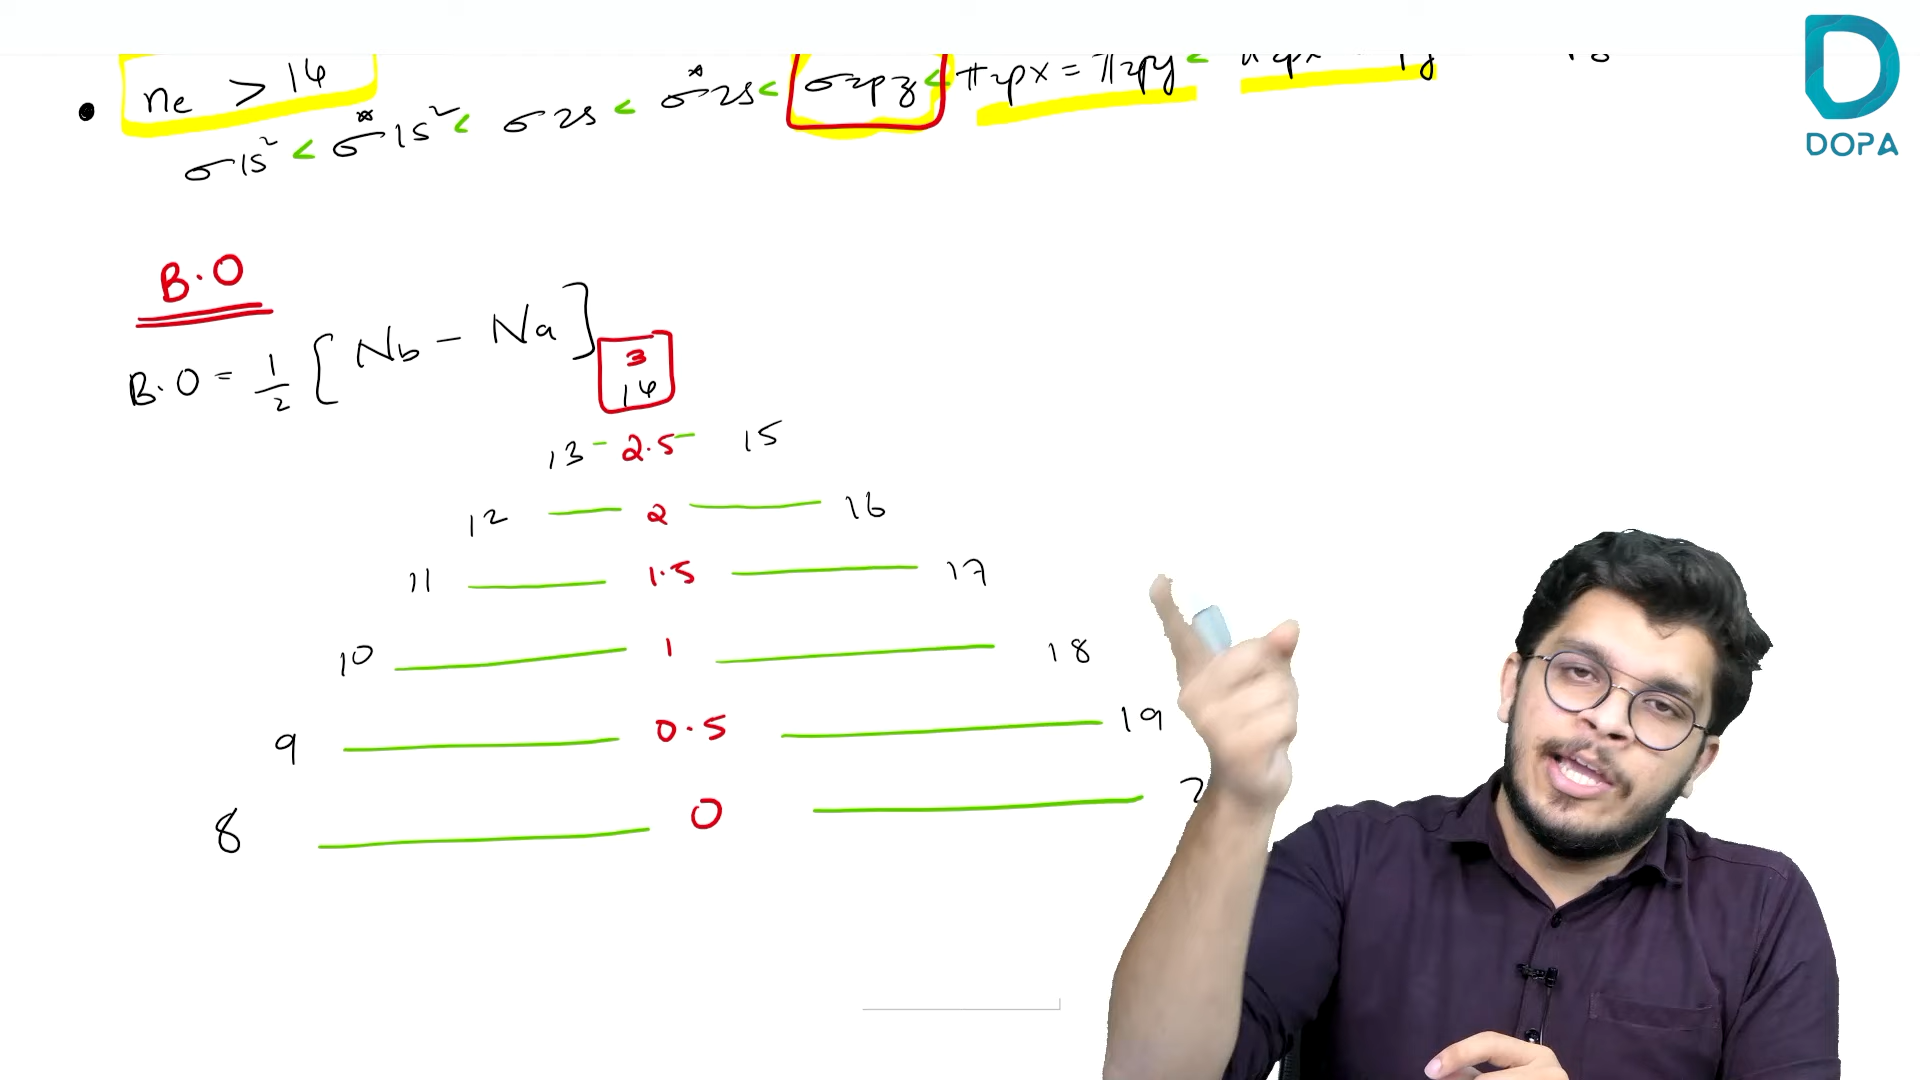 • ne > 14
σ1s² < σ*1s² < σ2s < σ*2s < σ2pz < π2px = π2py <
DOPA
B.O
B.O = 1/2 [Nb - Na]
3
14
13 - 2.5 - 15
12 — 2 — 16
11 — 1.5 — 17
10 — 1 — 18
9 — 0.5 — 19
8 — 0 —